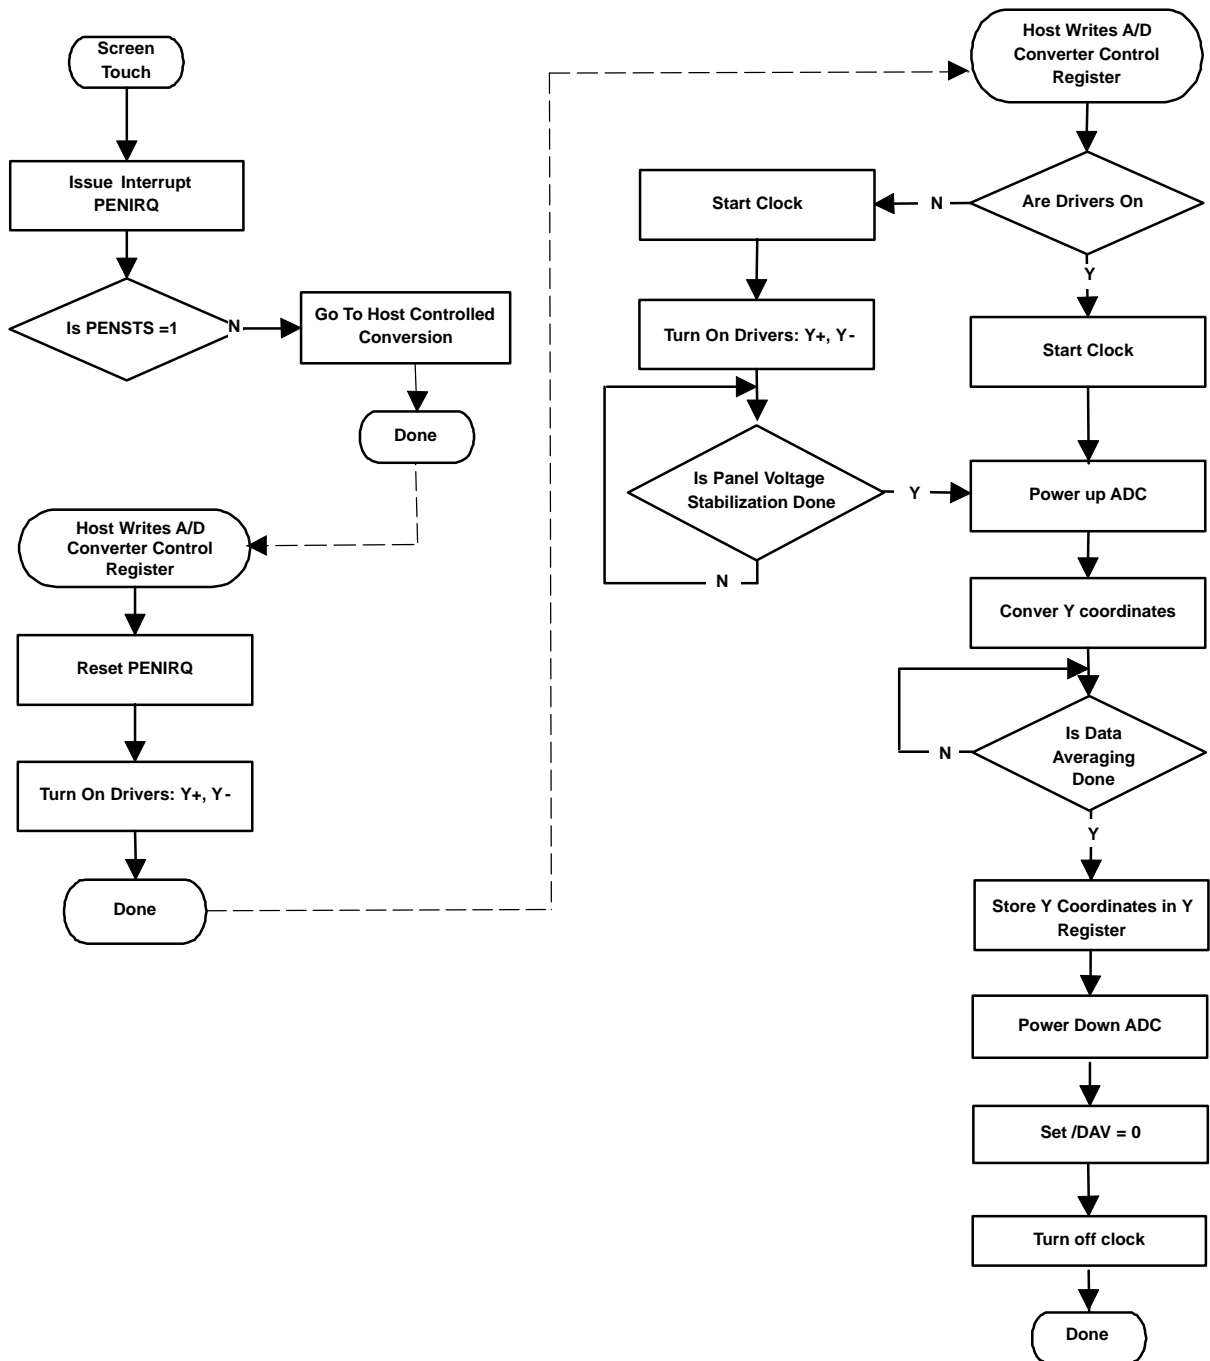 Screen
Touch
Issue Interrupt
PENIRQ
Is PENSTS =1
N
Go To Host Controlled
Conversion
Done
Host Writes A/D
Converter Control
Register
Reset PENIRQ
Turn On Drivers: Y+, Y-
Done
Host Writes A/D
Converter Control
Register
Are Drivers On
N
Y
Start Clock
Turn On Drivers: Y+, Y-
Is Panel Voltage
Stabilization Done
Y
N
Start Clock
Power up ADC
Conver Y coordinates
Is Data
Averaging
Done
N
Y
Store Y Coordinates in Y
Register
Power Down ADC
Set /DAV = 0
Turn off clock
Done